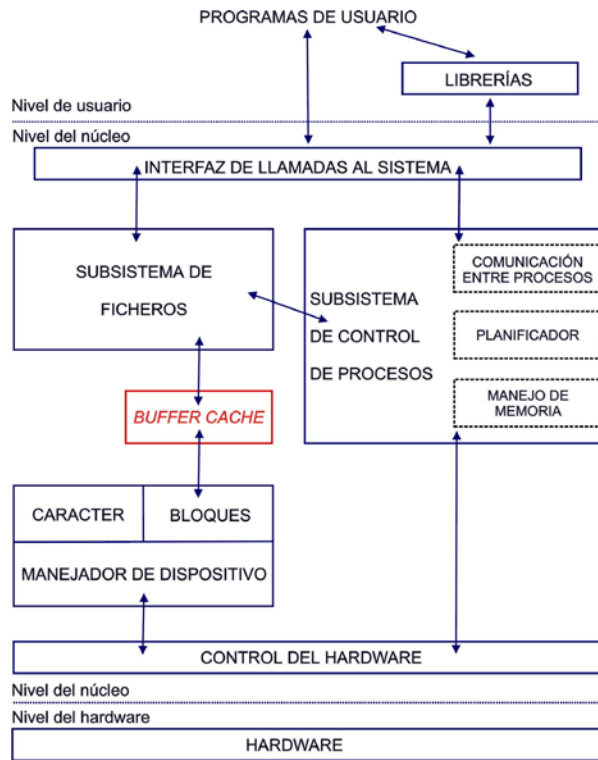 PROGRAMAS DE USUARIO
LIBRERÍAS
Nivel de usuario
Nivel del núcleo
INTERFAZ DE LLAMADAS AL SISTEMA
SUBSISTEMA DE
FICHEROS
SUBSISTEMA
DE CONTROL
DE PROCESOS
COMUNICACIÓN
ENTRE PROCESOS
PLANIFICADOR
MANEJO DE
MEMORIA
BUFFER CACHE
CARACTER
BLOQUES
MANEJADOR DE DISPOSITIVO
CONTROL DEL HARDWARE
Nivel del núcleo
Nivel del hardware
HARDWARE